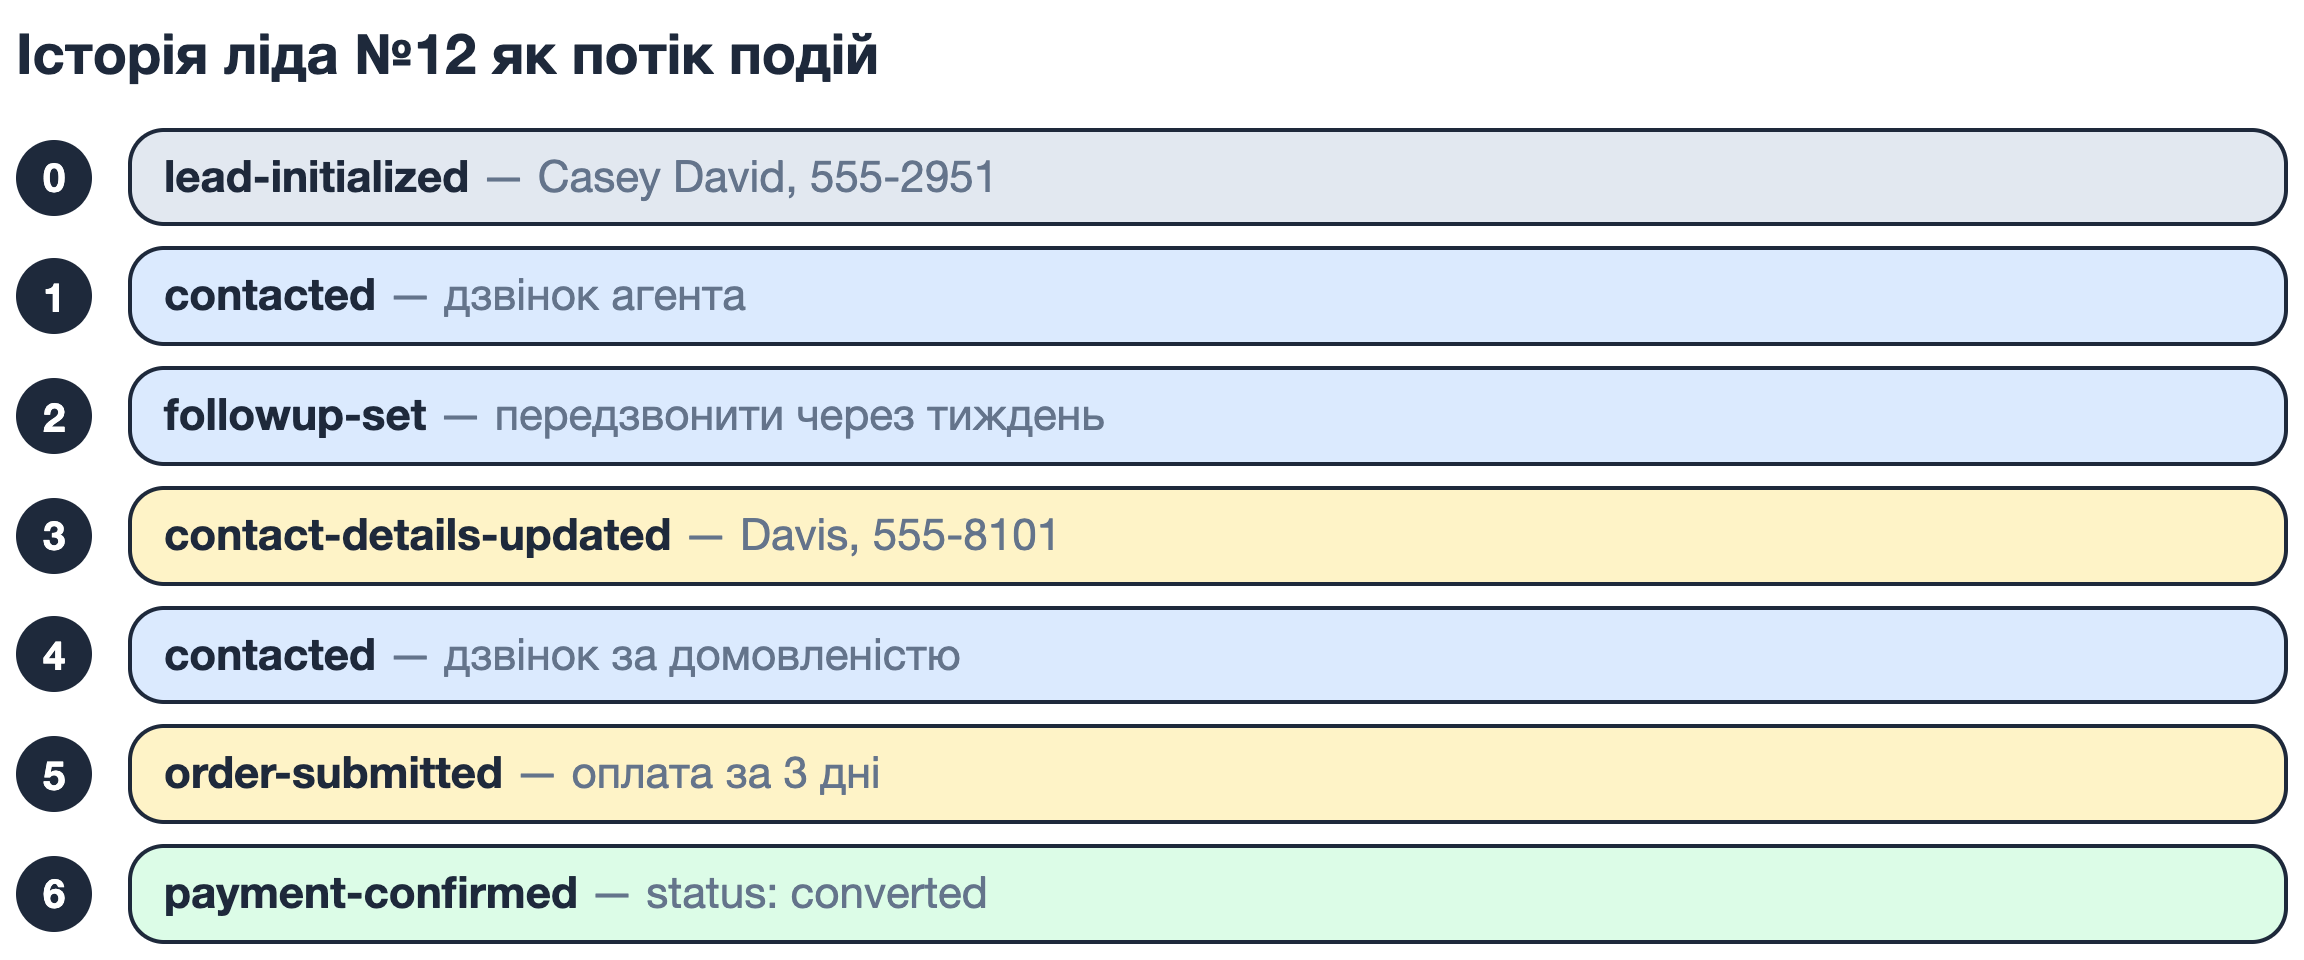 Історія ліда №12 як потік подій
0 lead-initialized — Casey David, 555-2951
1 contacted — дзвінок агента
2 followup-set — передзвонити через тиждень
3 contact-details-updated — Davis, 555-8101
4 contacted — дзвінок за домовленістю
5 order-submitted — оплата за 3 дні
6 payment-confirmed — status: converted